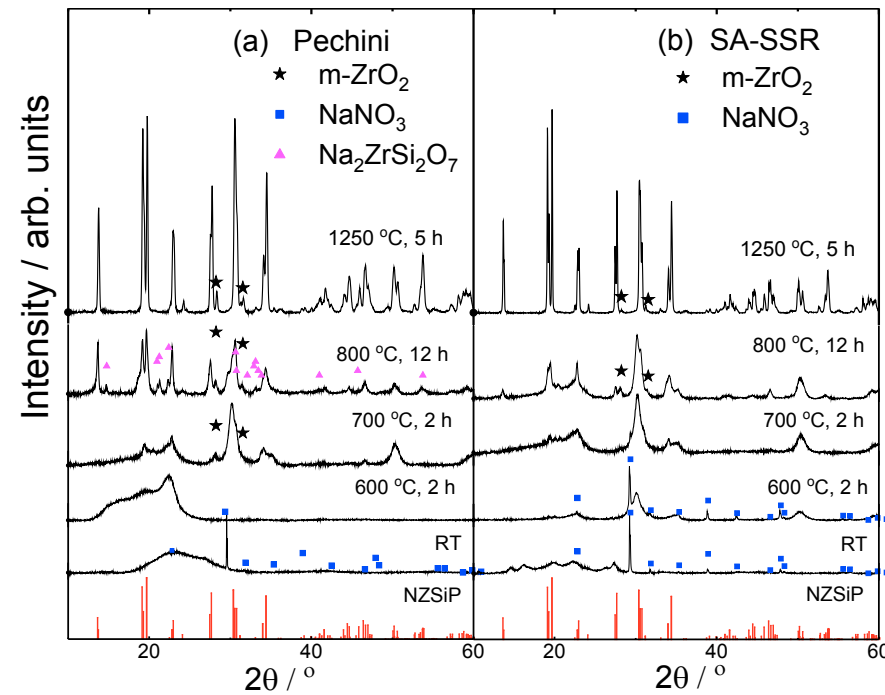 Intensity / arb. units
(a) Pechini
m-ZrO₂
NaNO₃
Na₂ZrSi₂O₇
1250 °C, 5 h
800 °C, 12 h
700 °C, 2 h
600 °C, 2 h
RT
NZSiP
20
40
60
2θ / °
(b) SA-SSR
m-ZrO₂
NaNO₃
1250 °C, 5 h
800 °C, 12 h
700 °C, 2 h
600 °C, 2 h
RT
NZSiP
20
40
60
2θ / °